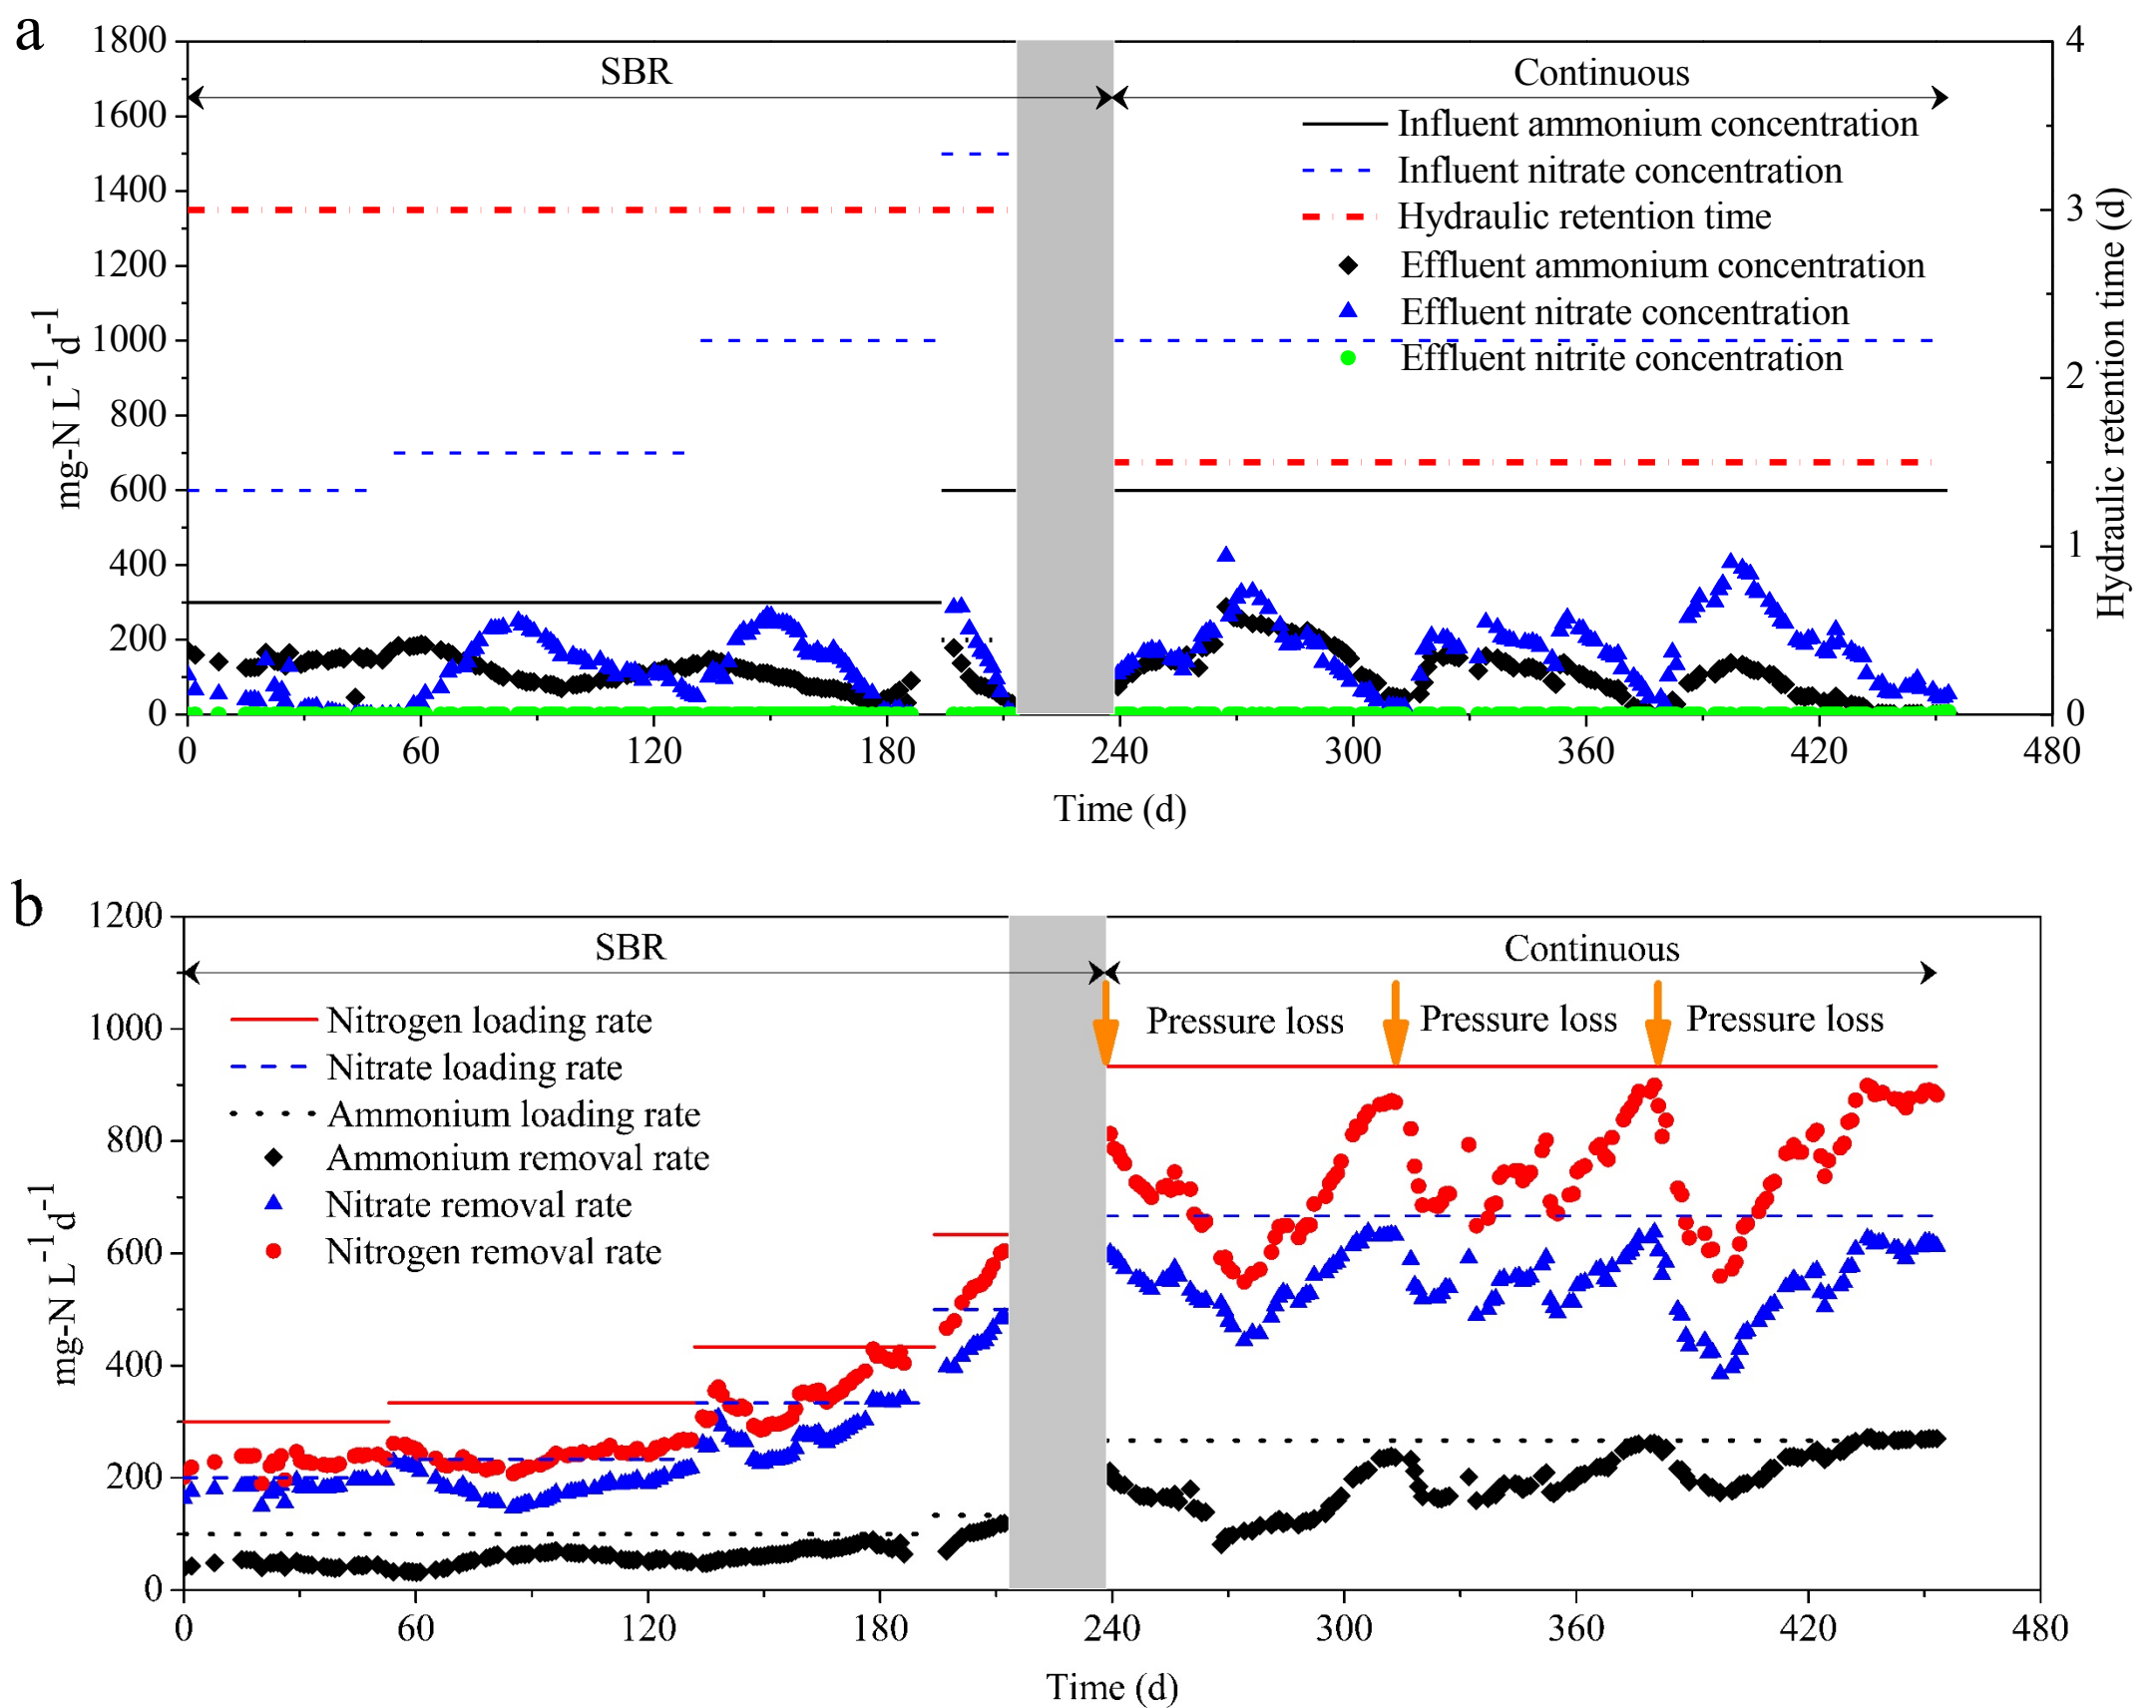 a
1800
1600
1400
1200
1000
800
600
400
200
0
mg-N L⁻¹d⁻¹
SBR
Continuous
Influent ammonium concentration
Influent nitrate concentration
Hydraulic retention time
Effluent ammonium concentration
Effluent nitrate concentration
Effluent nitrite concentration
4
3
2
1
0
Hydraulic retention time (d)
0 60 120 180 240 300 360 420 480
Time (d)
b
1200
1000
800
600
400
200
0
mg-N L⁻¹d⁻¹
SBR
Continuous
Pressure loss Pressure loss Pressure loss
Nitrogen loading rate
Nitrate loading rate
Ammonium loading rate
Ammonium removal rate
Nitrate removal rate
Nitrogen removal rate
0 60 120 180 240 300 360 420 480
Time (d)